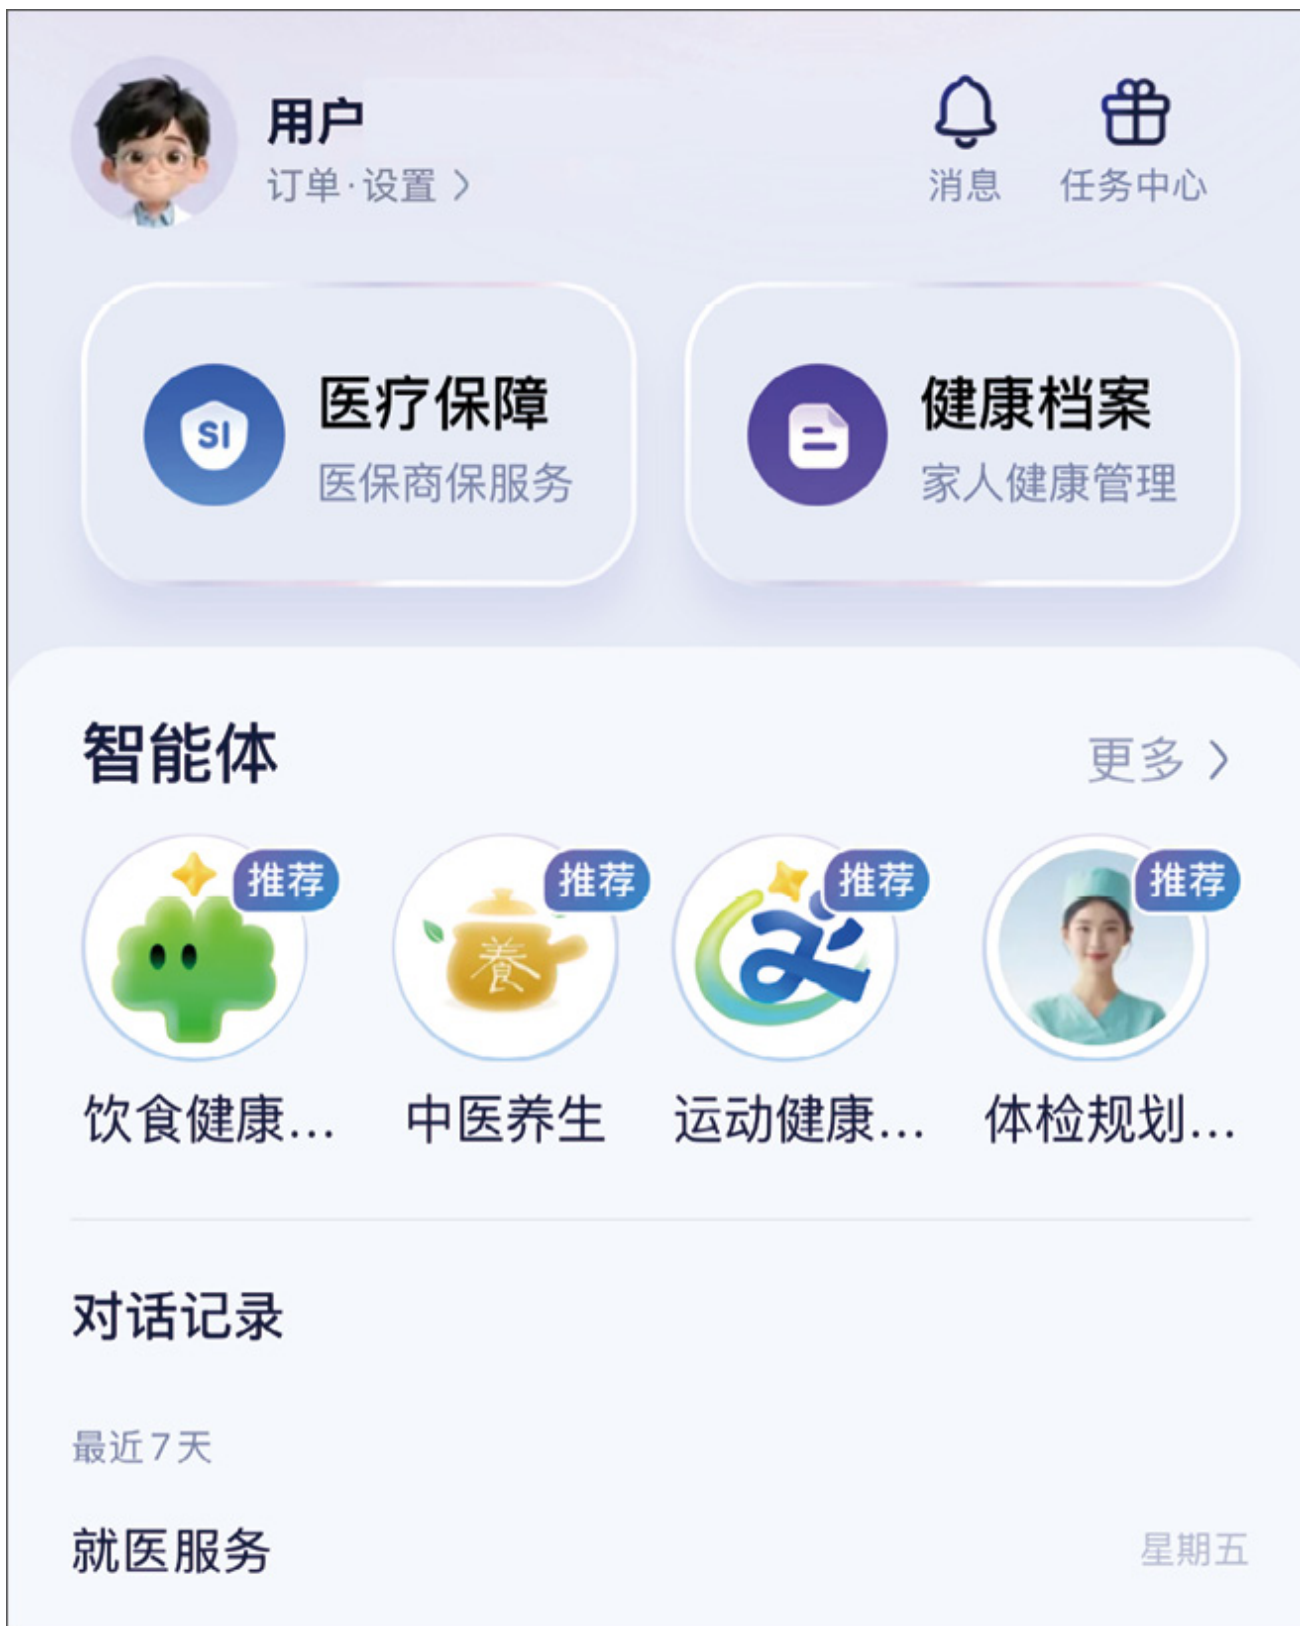 用户
订单·设置 >
消息
任务中心
SI
医疗保障
医保商保服务
健康档案
家人健康管理
智能体
更多 >
推荐
推荐
推荐
推荐
養
饮食健康...
中医养生
运动健康...
体检规划...
对话记录
最近7天
就医服务
星期五